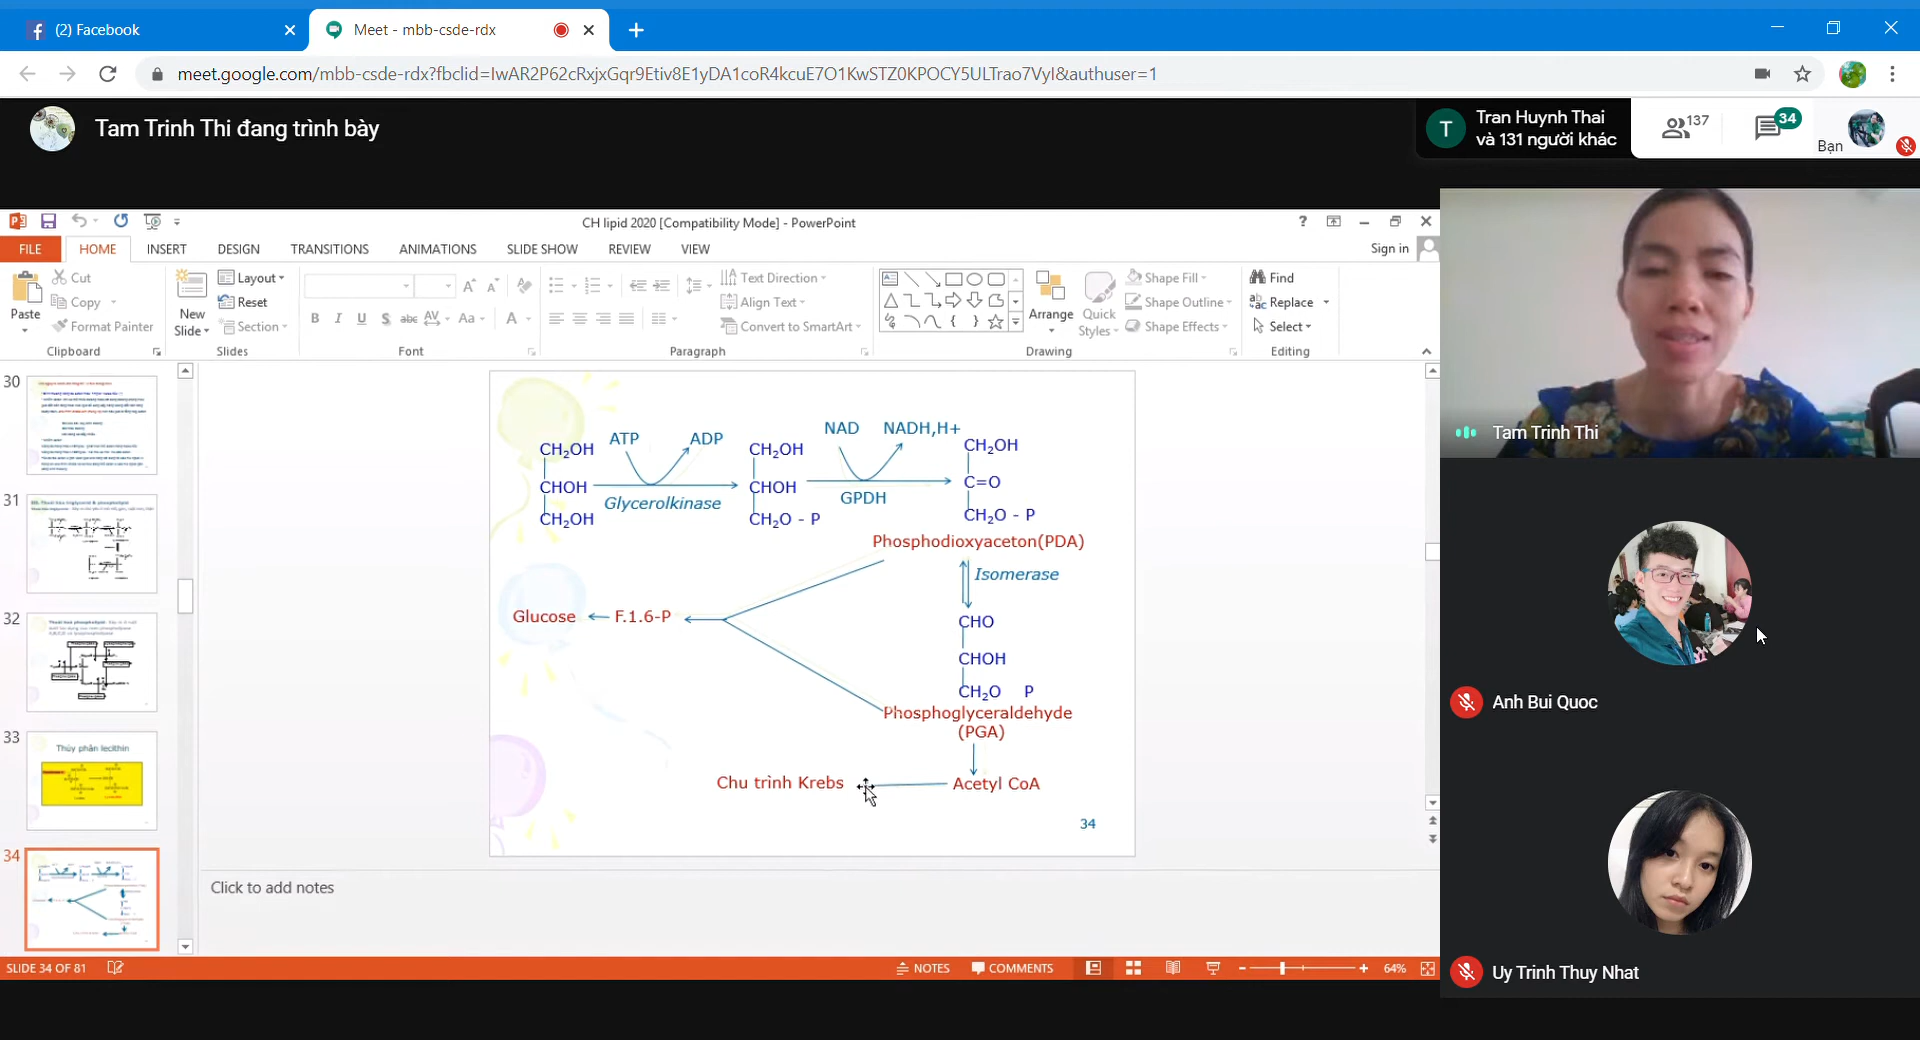 (2) Facebook
Meet - mbb-csde-rdx
meet.google.com/mbb-csde-rdx?fbclid=IwAR2P62cRxjxGqr9Etiv8E1yDA1coR4kcuE7O1KwSTZ0KPOCY5ULTrao7VyI&authuser=1
Tam Trinh Thi đang trình bày
T
Tran Huynh Thai
và 131 người khác
137
34
Bạn
CH lipid 2020 [Compatibility Mode] - PowerPoint
FILE HOME INSERT DESIGN TRANSITIONS ANIMATIONS SLIDE SHOW REVIEW VIEW
Sign in
Paste
Cut
Copy
Format Painter
Clipboard
New
Slide
Layout
Reset
Section
Slides
B I U S abc AV Aa A
Font
Text Direction
Align Text
Convert to SmartArt
Paragraph
Arrange
Quick
Styles
Shape Fill
Shape Outline
Shape Effects
Drawing
Find
Replace
Select
Editing
30
31
32
33
Thủy phân lecithin
34
CH₂OH
CHOH
CH₂OH
ATP ADP
Glycerolkinase
CH₂OH
CHOH
CH₂O - P
NAD NADH,H+
GPDH
CH₂OH
C=O
CH₂O - P
Phosphodioxyaceton(PDA)
Isomerase
Glucose
F.1.6-P
CHO
CHOH
CH₂O P
Phosphoglyceraldehyde
(PGA)
Chu trình Krebs
Acetyl CoA
34
Click to add notes
SLIDE 34 OF 81
NOTES
COMMENTS
64%
Tam Trinh Thi
Anh Bui Quoc
Uy Trinh Thuy Nhat